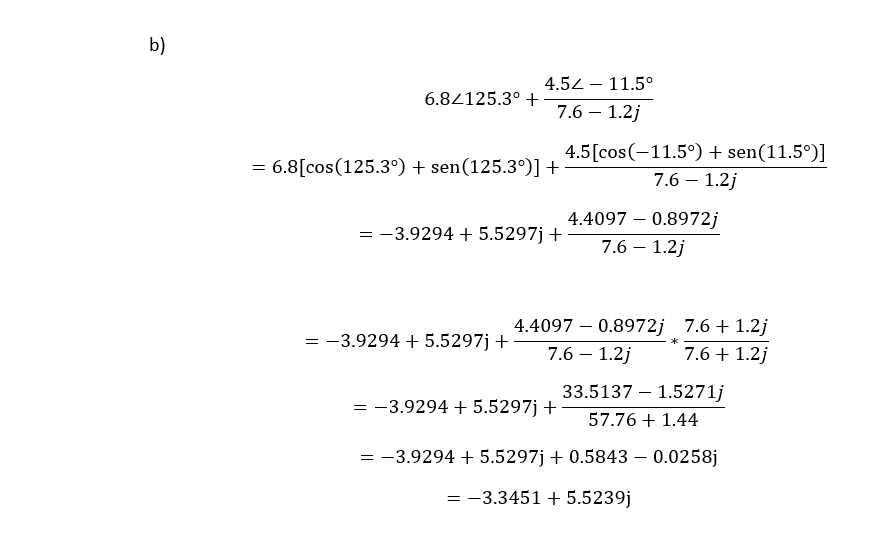 b)
6.8∠125.3° + (4.5∠ − 11.5°)/(7.6 − 1.2j)
= 6.8[cos(125.3°) + sen(125.3°)] + (4.5[cos(−11.5°) + sen(11.5°)])/(7.6 − 1.2j)
= −3.9294 + 5.5297j + (4.4097 − 0.8972j)/(7.6 − 1.2j)
= −3.9294 + 5.5297j + (4.4097 − 0.8972j)/(7.6 − 1.2j) * (7.6 + 1.2j)/(7.6 + 1.2j)
= −3.9294 + 5.5297j + (33.5137 − 1.5271j)/(57.76 + 1.44)
= −3.9294 + 5.5297j + 0.5843 − 0.0258j
= −3.3451 + 5.5239j